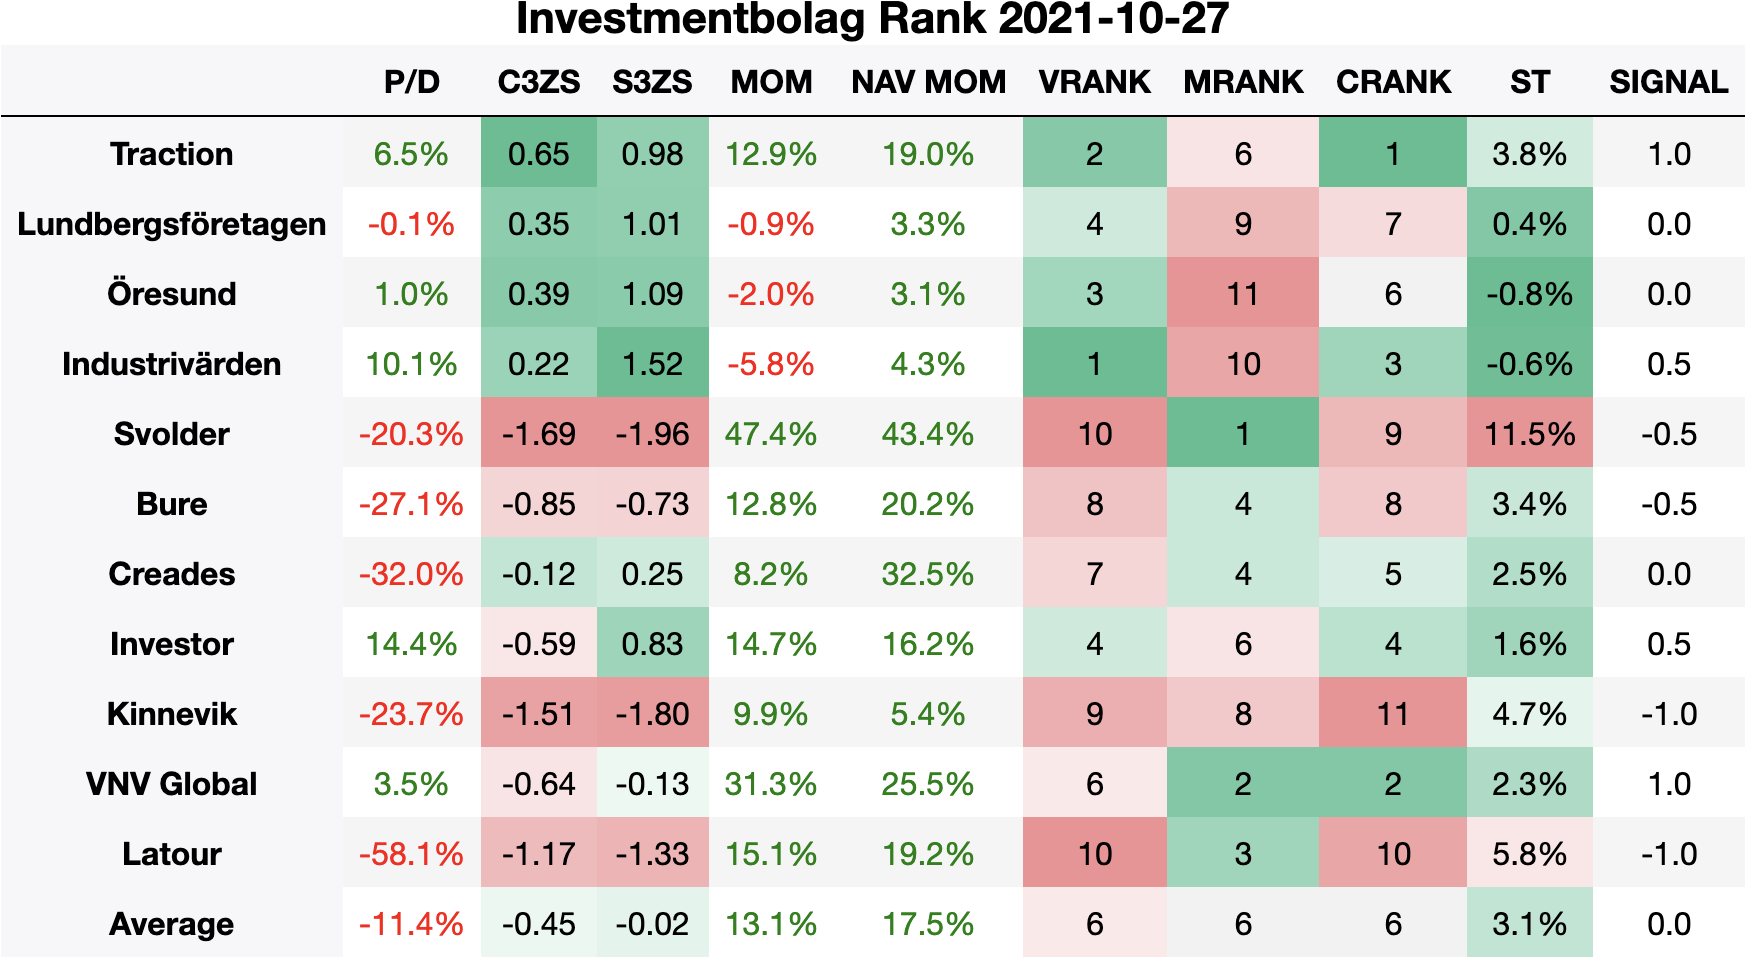 Investmentbolag Rank 2021-10-27
P/D C3ZS S3ZS MOM NAV MOM VRANK MRANK CRANK ST SIGNAL
Traction 6.5% 0.65 0.98 12.9% 19.0% 2 6 1 3.8% 1.0
Lundbergsföretagen -0.1% 0.35 1.01 -0.9% 3.3% 4 9 7 0.4% 0.0
Öresund 1.0% 0.39 1.09 -2.0% 3.1% 3 11 6 -0.8% 0.0
Industrivärden 10.1% 0.22 1.52 -5.8% 4.3% 1 10 3 -0.6% 0.5
Svolder -20.3% -1.69 -1.96 47.4% 43.4% 10 1 9 11.5% -0.5
Bure -27.1% -0.85 -0.73 12.8% 20.2% 8 4 8 3.4% -0.5
Creades -32.0% -0.12 0.25 8.2% 32.5% 7 4 5 2.5% 0.0
Investor 14.4% -0.59 0.83 14.7% 16.2% 4 6 4 1.6% 0.5
Kinnevik -23.7% -1.51 -1.80 9.9% 5.4% 9 8 11 4.7% -1.0
VNV Global 3.5% -0.64 -0.13 31.3% 25.5% 6 2 2 2.3% 1.0
Latour -58.1% -1.17 -1.33 15.1% 19.2% 10 3 10 5.8% -1.0
Average -11.4% -0.45 -0.02 13.1% 17.5% 6 6 6 3.1% 0.0